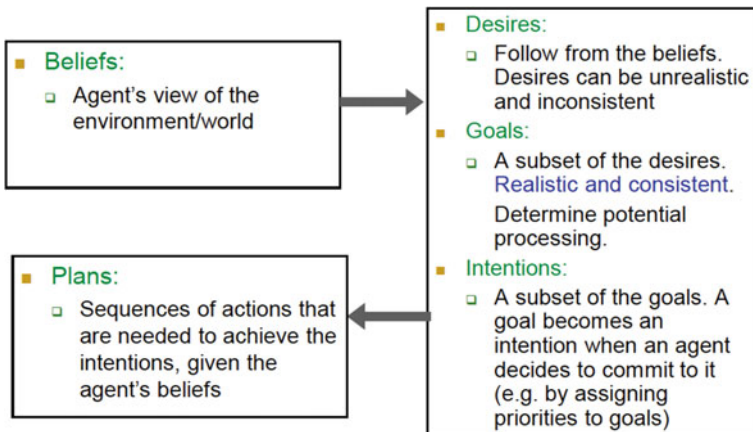 Beliefs:
Agent's view of the
environment/world
Desires:
Follow from the beliefs.
Desires can be unrealistic
and inconsistent
Goals:
A subset of the desires.
Realistic and consistent.
Determine potential
processing.
Intentions:
A subset of the goals. A
goal becomes an
intention when an agent
decides to commit to it
(e.g. by assigning
priorities to goals)
Plans:
Sequences of actions that
are needed to achieve the
intentions, given the
agent's beliefs